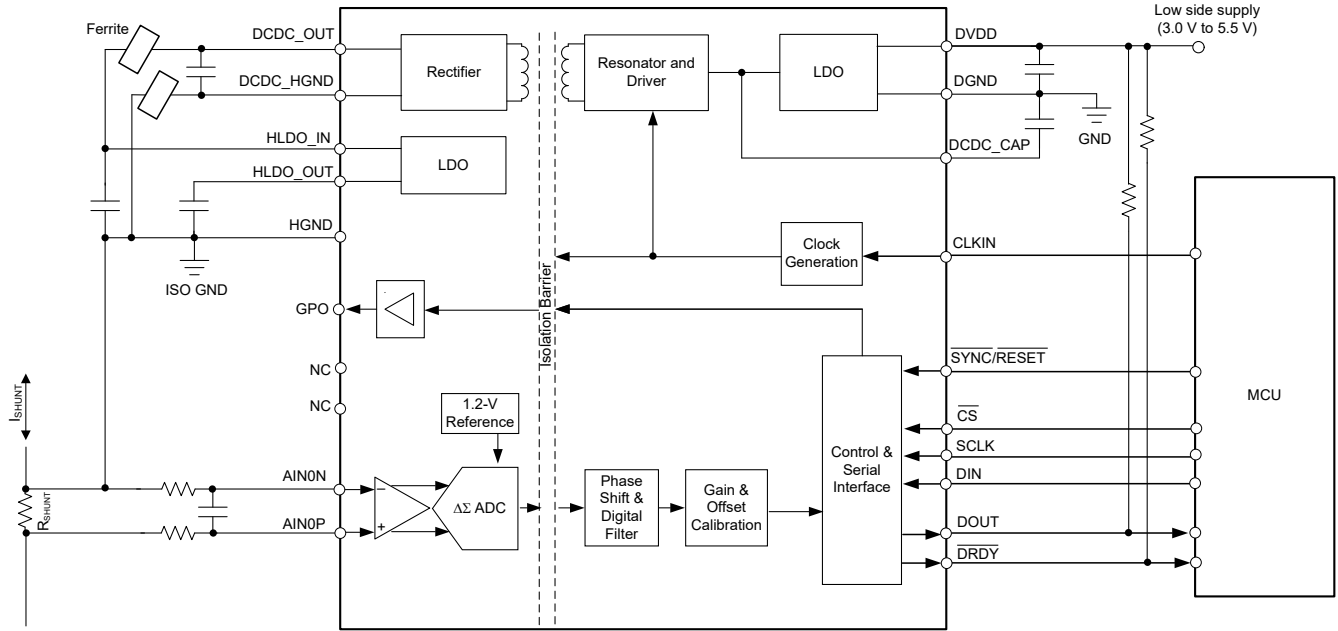 Low side supply
(3.0 V to 5.5 V)
Ferrite
DCDC_OUT
DCDC_HGND
HLDO_IN
HLDO_OUT
HGND
ISO GND
GPO
NC
NC
AIN0N
AIN0P
I_SHUNT
R_SHUNT
Rectifier
LDO
1.2-V
Reference
ΔΣ ADC
Isolation Barrier
Resonator and
Driver
LDO
Clock
Generation
Phase
Shift &
Digital
Filter
Gain &
Offset
Calibration
Control &
Serial
Interface
DVDD
DGND
DCDC_CAP
GND
CLKIN
SYNC/RESET
CS
SCLK
DIN
DOUT
DRDY
MCU